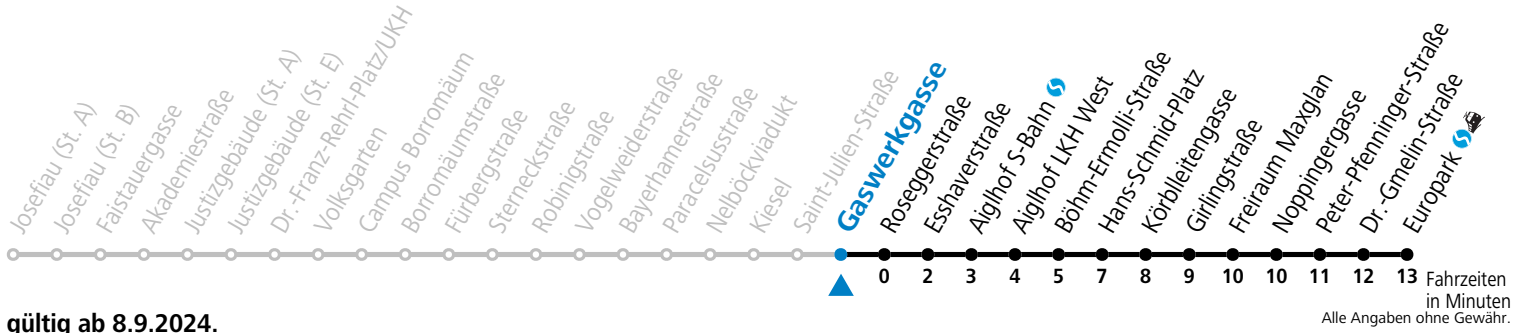 Josefiau (St. A)
Josefiau (St. B)
Faistauergasse
Akademiestraße
Justizgebäude (St. A)
Justizgebäude (St. E)
Dr.-Franz-Rehrl-Platz/UKH
Volksgarten
Campus Borromäum
Borromäumstraße
Fürbergstraße
Sterneckstraße
Robinigstraße
Vogelweiderstraße
Bayerhamerstraße
Paracelsusstraße
Nelböckviadukt
Kiesel
Saint-Julien-Straße
Gaswerkgasse
Roseggerstraße
Esshaverstraße
Aiglhof S-Bahn
Aiglhof LKH West
Böhm-Ermolli-Straße
Hans-Schmid-Platz
Körblleitengasse
Girlingstraße
Freiraum Maxglan
Noppingergasse
Peter-Pfenninger-Straße
Dr.-Gmelin-Straße
Europark
0 2 3 4 5 7 8 9 10 10 11 12 13 Fahrzeiten
in Minuten
Alle Angaben ohne Gewähr.
gültig ab 8.9.2024.